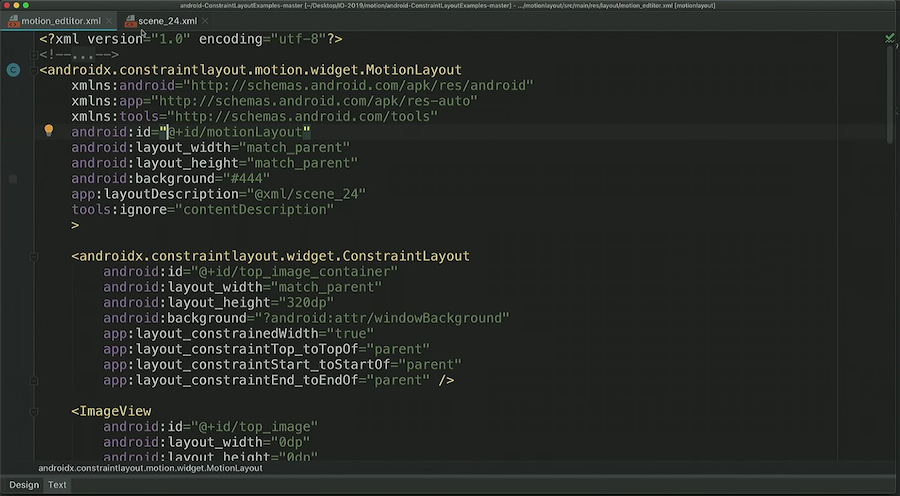 android-ConstraintLayoutExamples-master [~/Desktop/IO-2019/motion/android-ConstraintLayoutExamples-master] - .../motionlayout/src/main/res/layout/motion_edtitor.xml [motionlayout]
motion_edtitor.xml scene_24.xml
<?xml version="1.0" encoding="utf-8"?>
<!--...-->
<androidx.constraintlayout.motion.widget.MotionLayout
xmlns:android="http://schemas.android.com/apk/res/android"
xmlns:app="http://schemas.android.com/apk/res-auto"
xmlns:tools="http://schemas.android.com/tools"
android:id="@+id/motionLayout"
android:layout_width="match_parent"
android:layout_height="match_parent"
android:background="#444"
app:layoutDescription="@xml/scene_24"
tools:ignore="contentDescription"
>
<androidx.constraintlayout.widget.ConstraintLayout
android:id="@+id/top_image_container"
android:layout_width="match_parent"
android:layout_height="320dp"
android:background="?android:attr/windowBackground"
app:layout_constrainedWidth="true"
app:layout_constraintTop_toTopOf="parent"
app:layout_constraintStart_toStartOf="parent"
app:layout_constraintEnd_toEndOf="parent" />
<ImageView
android:id="@+id/top_image"
android:layout_width="0dp"
android:layout_height="0dp"
androidx.constraintlayout.motion.widget.MotionLayout
Design Text